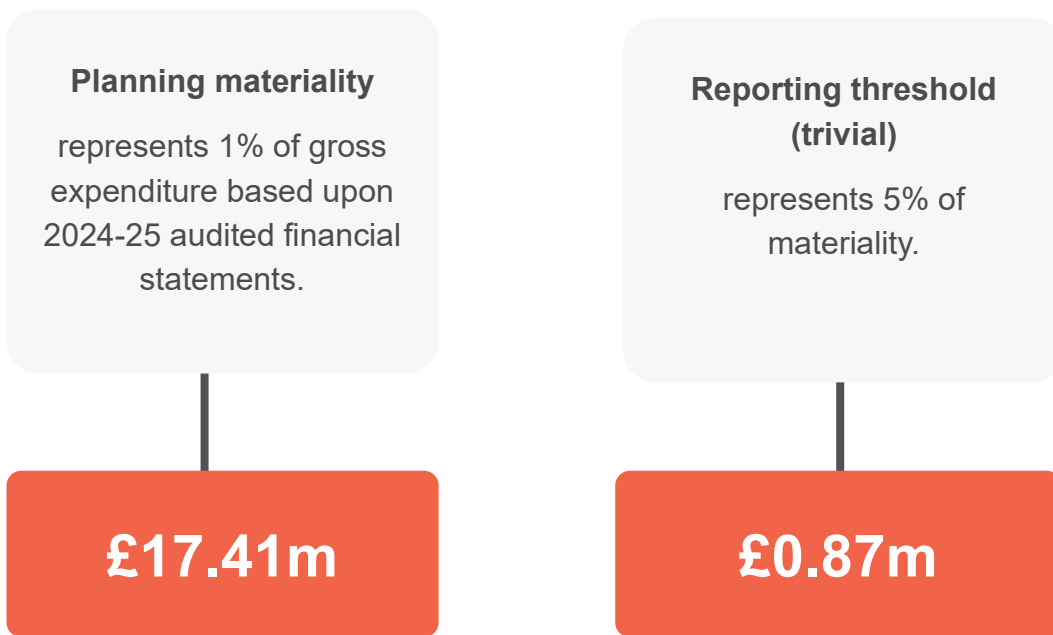 Planning materiality
represents 1% of gross
expenditure based upon
2024-25 audited financial
statements.
£17.41m
Reporting threshold
(trivial)
represents 5% of
materiality.
£0.87m